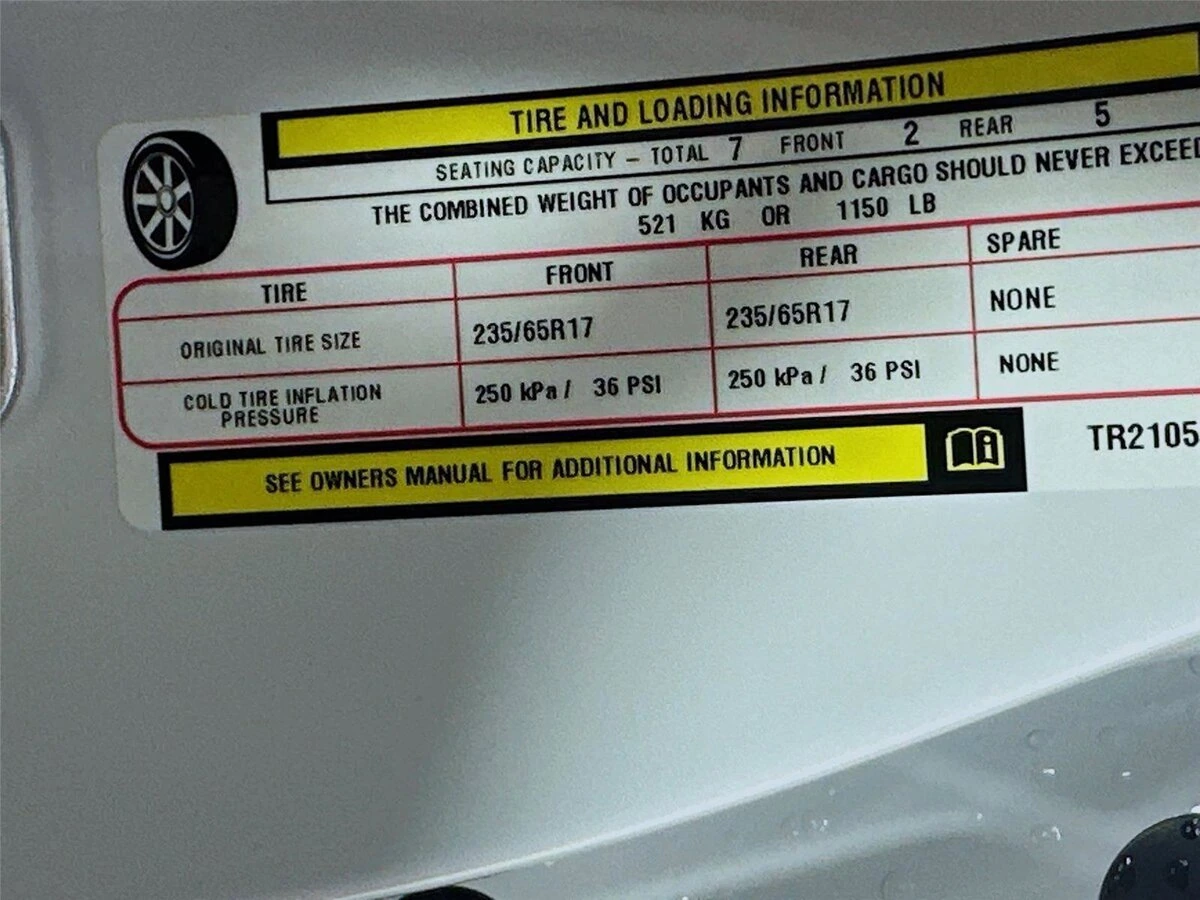 TIRE AND LOADING INFORMATION
SEATING CAPACITY – TOTAL 7 FRONT 2 REAR 5
THE COMBINED WEIGHT OF OCCUPANTS AND CARGO SHOULD NEVER EXCEED
521 KG OR 1150 LB
TIRE FRONT REAR SPARE
ORIGINAL TIRE SIZE 235/65R17 235/65R17 NONE
COLD TIRE INFLATION
PRESSURE 250 kPa / 36 PSI 250 kPa / 36 PSI NONE
SEE OWNERS MANUAL FOR ADDITIONAL INFORMATION
TR2105